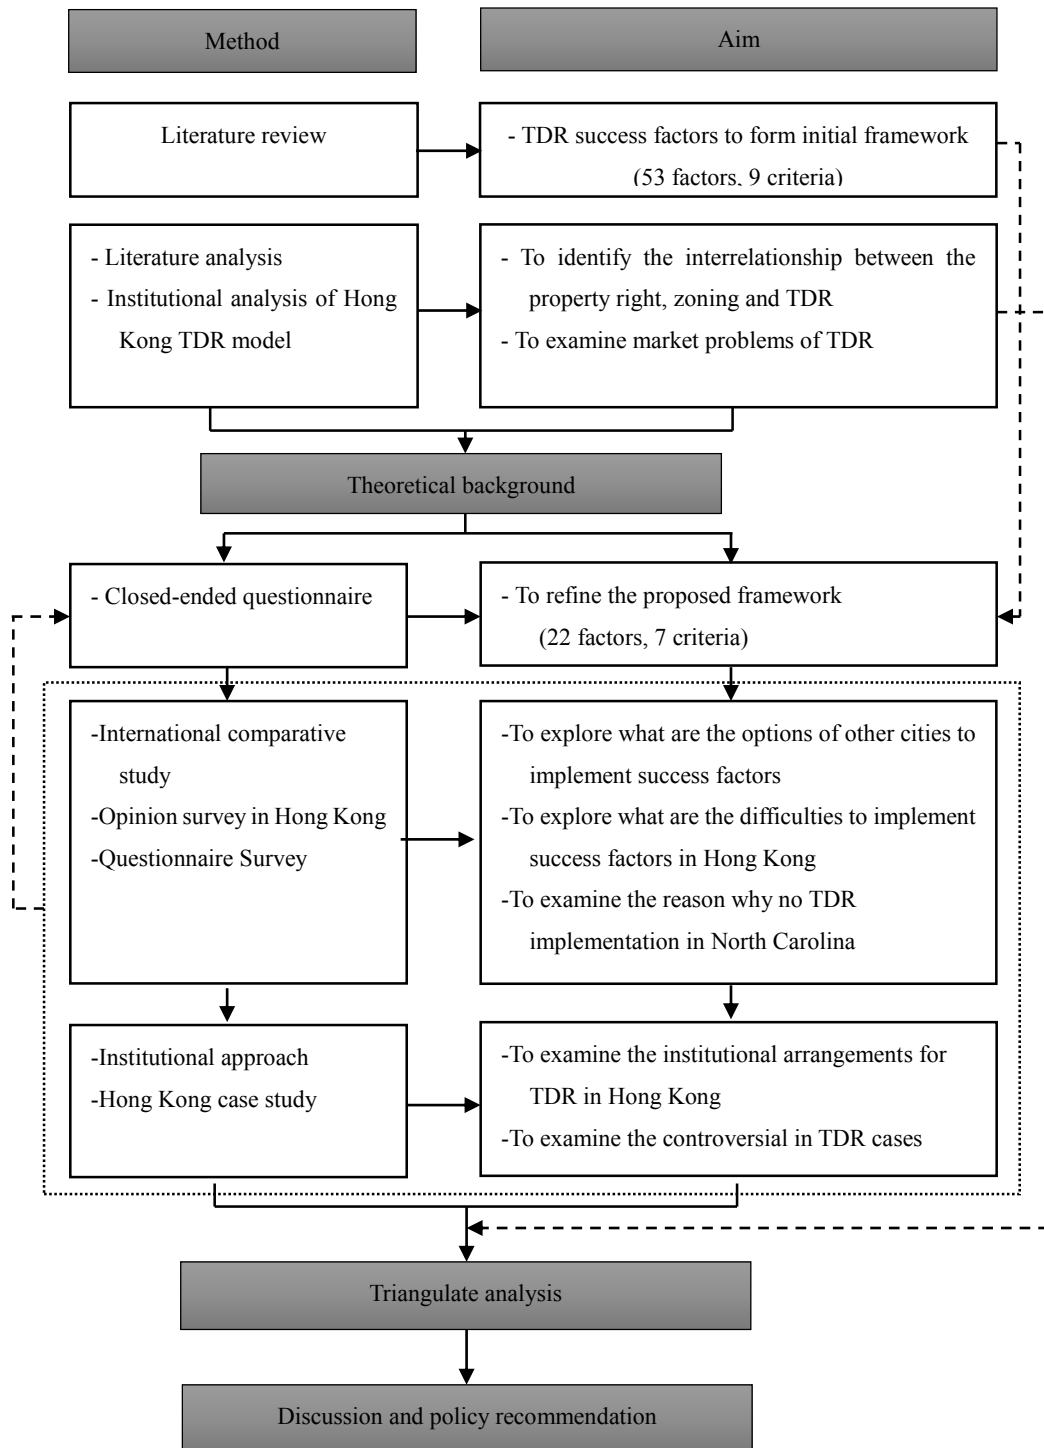 Method
Aim
Literature review
- TDR success factors to form initial framework
(53 factors, 9 criteria)
- Literature analysis
- Institutional analysis of Hong
Kong TDR model
- To identify the interrelationship between the
property right, zoning and TDR
- To examine market problems of TDR
Theoretical background
- Closed-ended questionnaire
- To refine the proposed framework
(22 factors, 7 criteria)
-International comparative
study
-Opinion survey in Hong Kong
-Questionnaire Survey
-To explore what are the options of other cities to
implement success factors
-To explore what are the difficulties to implement
success factors in Hong Kong
-To examine the reason why no TDR
implementation in North Carolina
-Institutional approach
-Hong Kong case study
-To examine the institutional arrangements for
TDR in Hong Kong
-To examine the controversial in TDR cases
Triangulate analysis
Discussion and policy recommendation